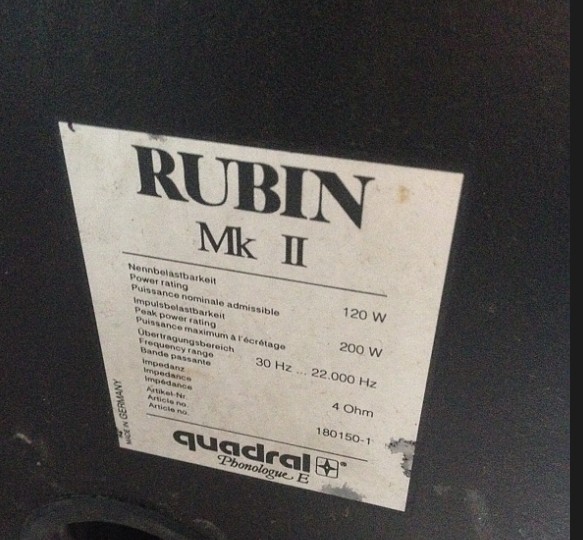 RUBIN
Mk II
Nennbelastbarkeit
Power rating
Puissance nominale admissible 120 W
Impulsbelastbarkeit
Peak power rating
Puissance maximum à l'écrêtage 200 W
Übertragungsbereich
Frequency range 30 Hz ... 22.000 Hz
Bande passante
Impedanz
Impedance
Impédance 4 Ohm
Artikel-Nr.
Article no.
Article no. 180150-1
MADE IN GERMANY
quadral
Phonologue E